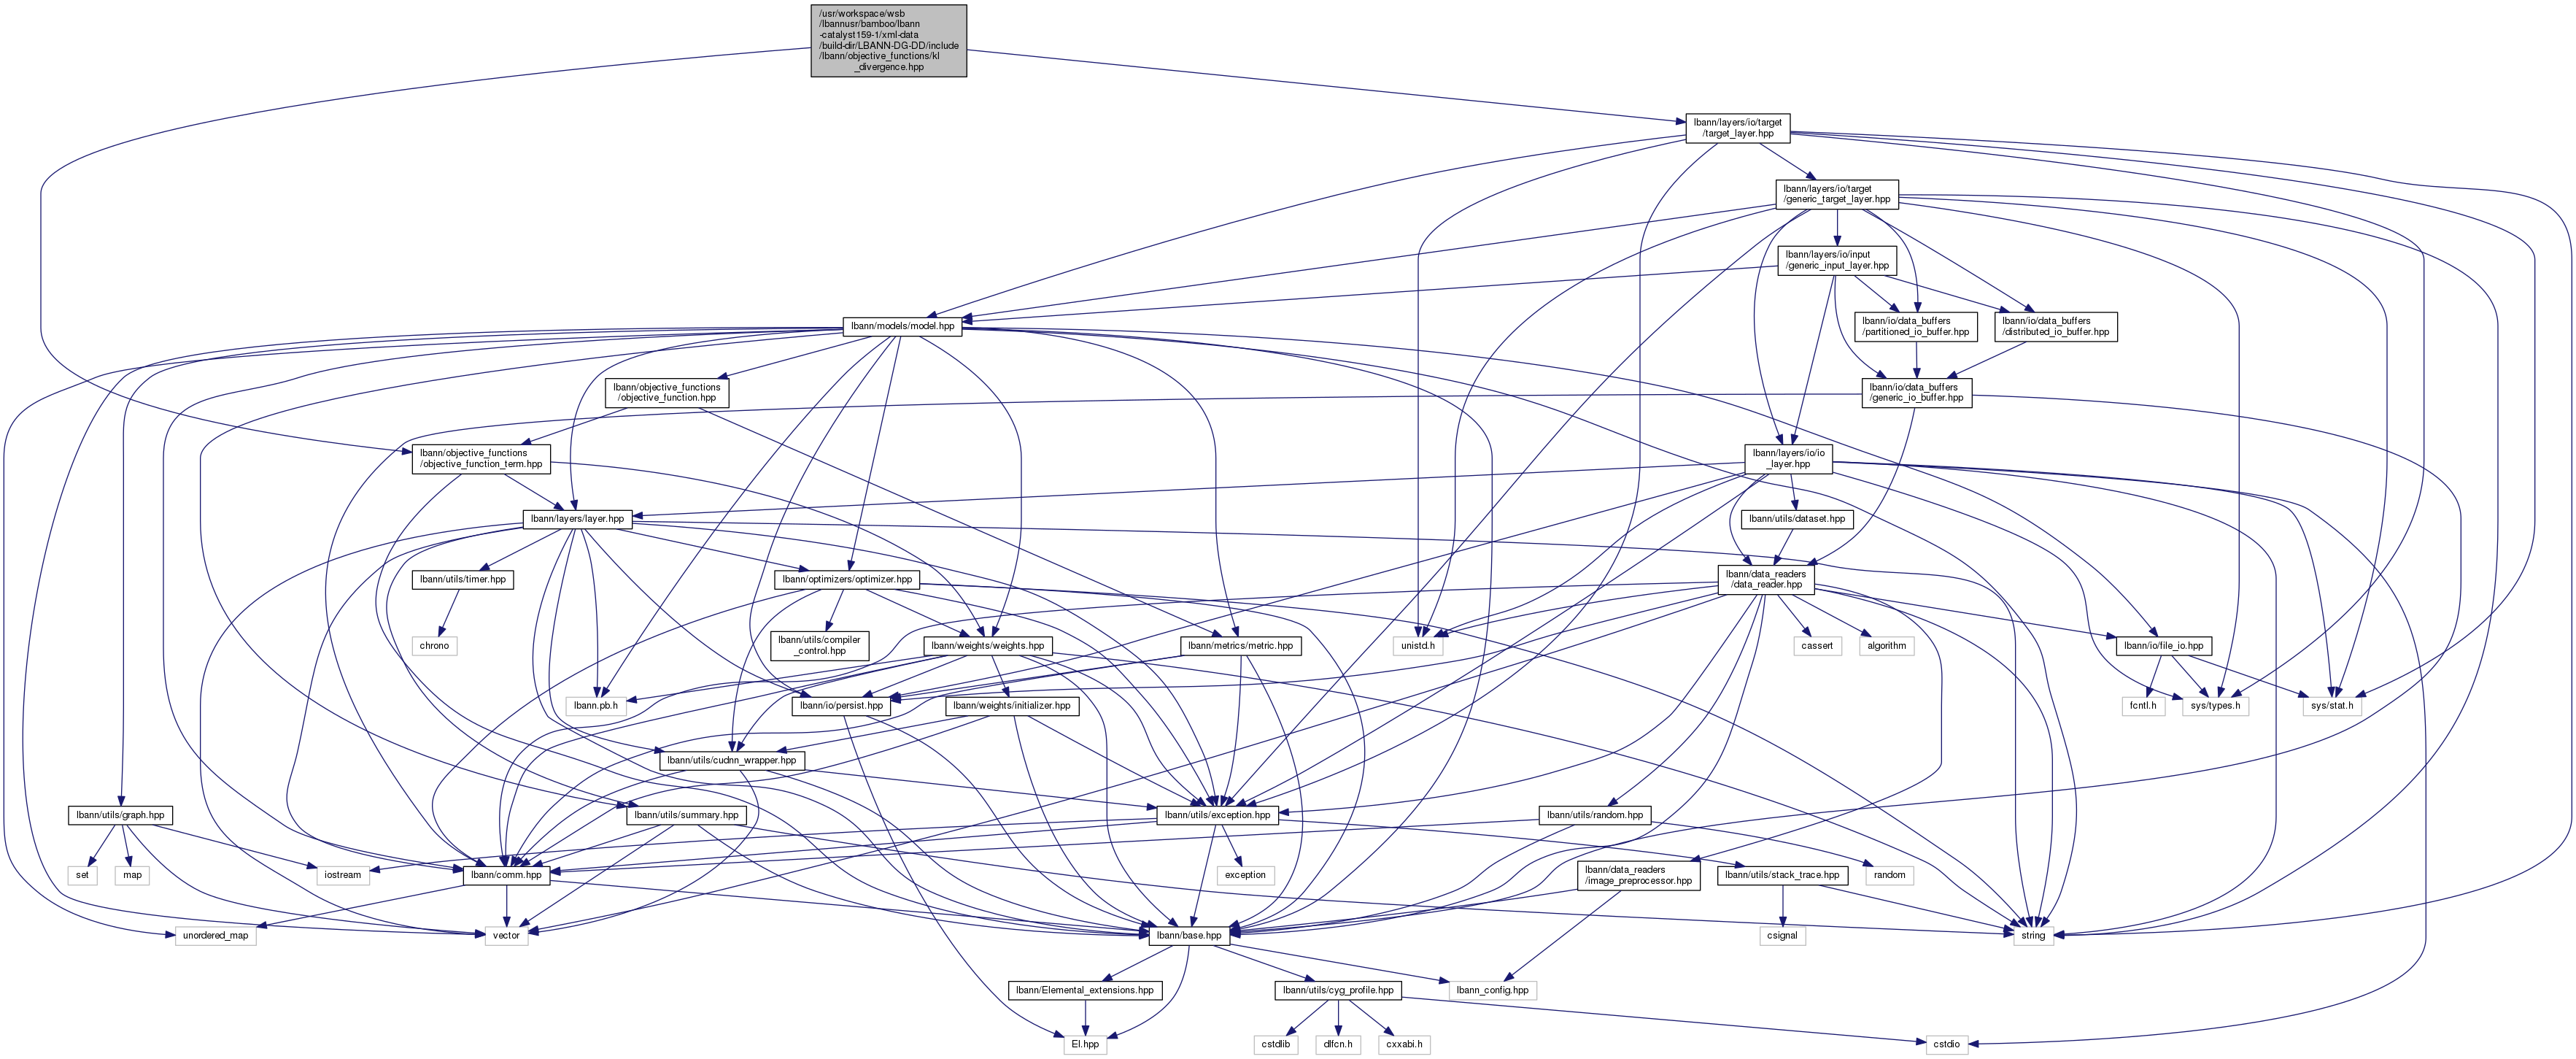 /usr/workspace/wsb
/lbannusr/bamboo/lbann
-catalyst159-1/xml-data
/build-dir/LBANN-DG-DD/include
/lbann/objective_functions/kl
_divergence.hpp
lbann/layers/io/target
/target_layer.hpp
lbann/layers/io/target
/generic_target_layer.hpp
lbann/layers/io/input
/generic_input_layer.hpp
lbann/models/model.hpp
lbann/io/data_buffers
/partitioned_io_buffer.hpp
lbann/io/data_buffers
/distributed_io_buffer.hpp
lbann/objective_functions
/objective_function.hpp
lbann/io/data_buffers
/generic_io_buffer.hpp
lbann/objective_functions
/objective_function_term.hpp
lbann/layers/io/io
_layer.hpp
lbann/layers/layer.hpp
lbann/utils/dataset.hpp
lbann/utils/timer.hpp
lbann/optimizers/optimizer.hpp
lbann/data_readers
/data_reader.hpp
chrono
lbann/utils/compiler
_control.hpp
lbann/weights/weights.hpp
lbann/metrics/metric.hpp
unistd.h
cassert
algorithm
lbann/io/file_io.hpp
lbann.pb.h
lbann/io/persist.hpp
lbann/weights/initializer.hpp
fcntl.h
sys/types.h
sys/stat.h
lbann/utils/cudnn_wrapper.hpp
lbann/utils/graph.hpp
lbann/utils/summary.hpp
lbann/utils/exception.hpp
lbann/utils/random.hpp
set
map
iostream
lbann/comm.hpp
exception
lbann/data_readers
/image_preprocessor.hpp
lbann/utils/stack_trace.hpp
random
unordered_map
vector
lbann/base.hpp
csignal
string
lbann/Elemental_extensions.hpp
lbann/utils/cyg_profile.hpp
lbann_config.hpp
El.hpp
cstdlib
dlfcn.h
cxxabi.h
cstdio